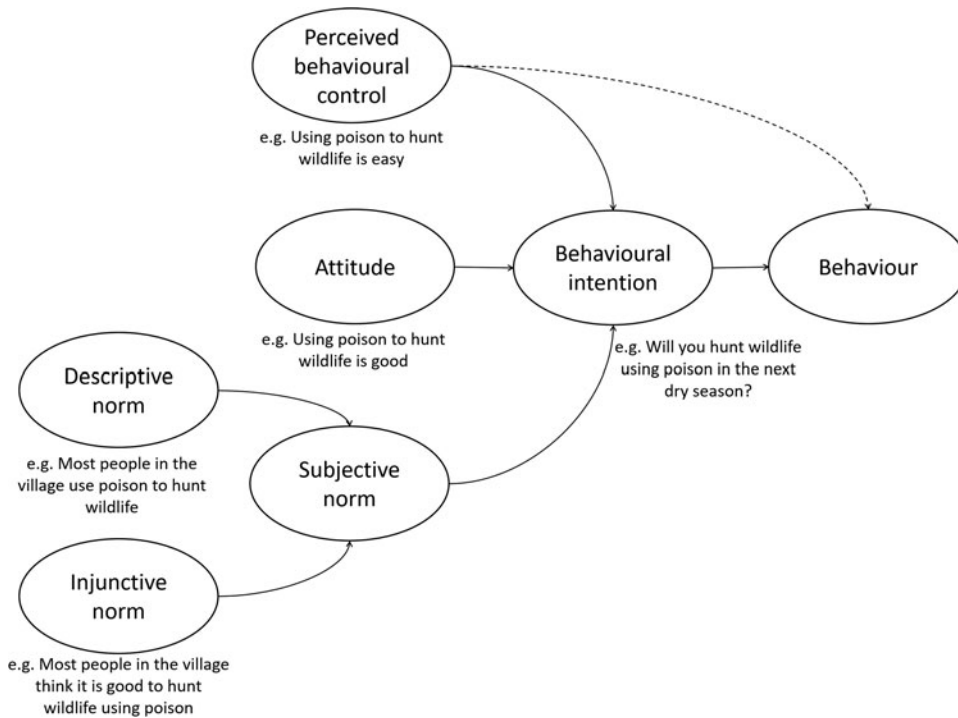 Perceived
behavioural
control
e.g. Using poison to hunt
wildlife is easy
Attitude
e.g. Using poison to hunt
wildlife is good
Behavioural
intention
e.g. Will you hunt wildlife
using poison in the next
dry season?
Behaviour
Descriptive
norm
e.g. Most people in the
village use poison to hunt
wildlife
Subjective
norm
Injunctive
norm
e.g. Most people in the village
think it is good to hunt
wildlife using poison